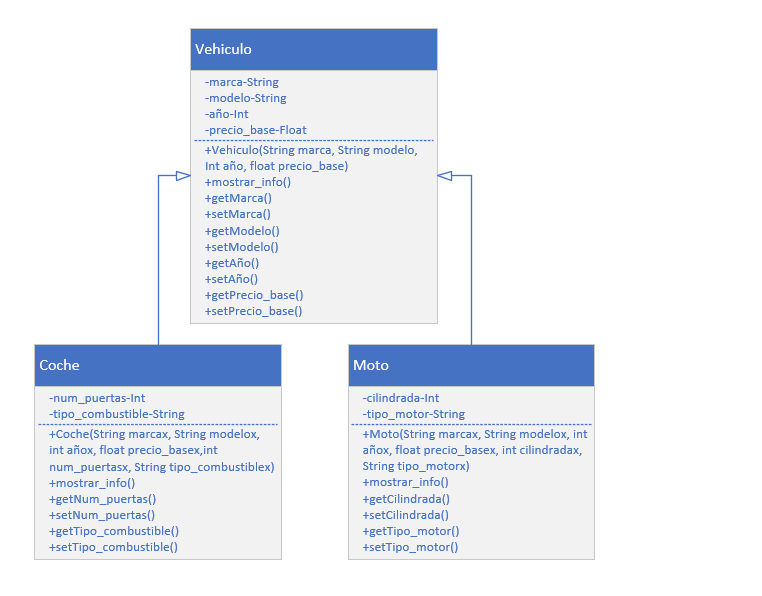 Vehiculo
-marca-String
-modelo-String
-año-Int
-precio_base-Float
+Vehiculo(String marca, String modelo,
Int año, float precio_base)
+mostrar_info()
+getMarca()
+setMarca()
+getModelo()
+setModelo()
+getAño()
+setAño()
+getPrecio_base()
+setPrecio_base()
Coche
-num_puertas-Int
-tipo_combustible-String
+Coche(String marcax, String modelox,
int añox, float precio_basex,int
num_puertasx, String tipo_combustiblex)
+mostrar_info()
+getNum_puertas()
+setNum_puertas()
+getTipo_combustible()
+setTipo_combustible()
Moto
-cilindrada-Int
-tipo_motor-String
+Moto(String marcax, String modelox, int
añox, float precio_basex, int cilindradax,
String tipo_motorx)
+mostrar_info()
+getCilindrada()
+setCilindrada()
+getTipo_motor()
+setTipo_motor()